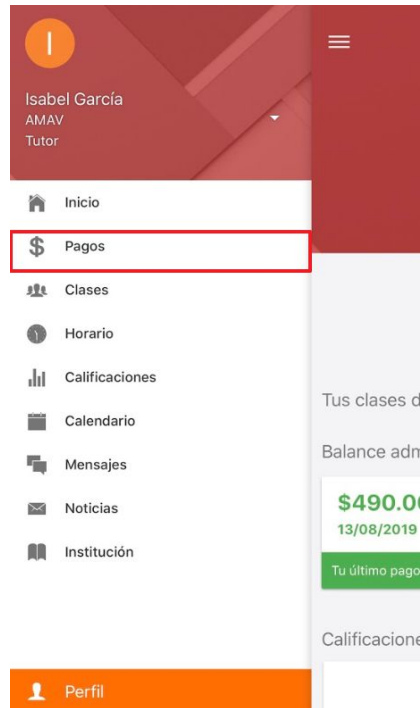 I
Isabel García
AMAV
Tutor
Inicio
Pagos
Clases
Horario
Calificaciones
Calendario
Mensajes
Noticias
Institución
Perfil
Tus clases d
Balance adm
$490.00
13/08/2019
Tu último pago
Calificacione